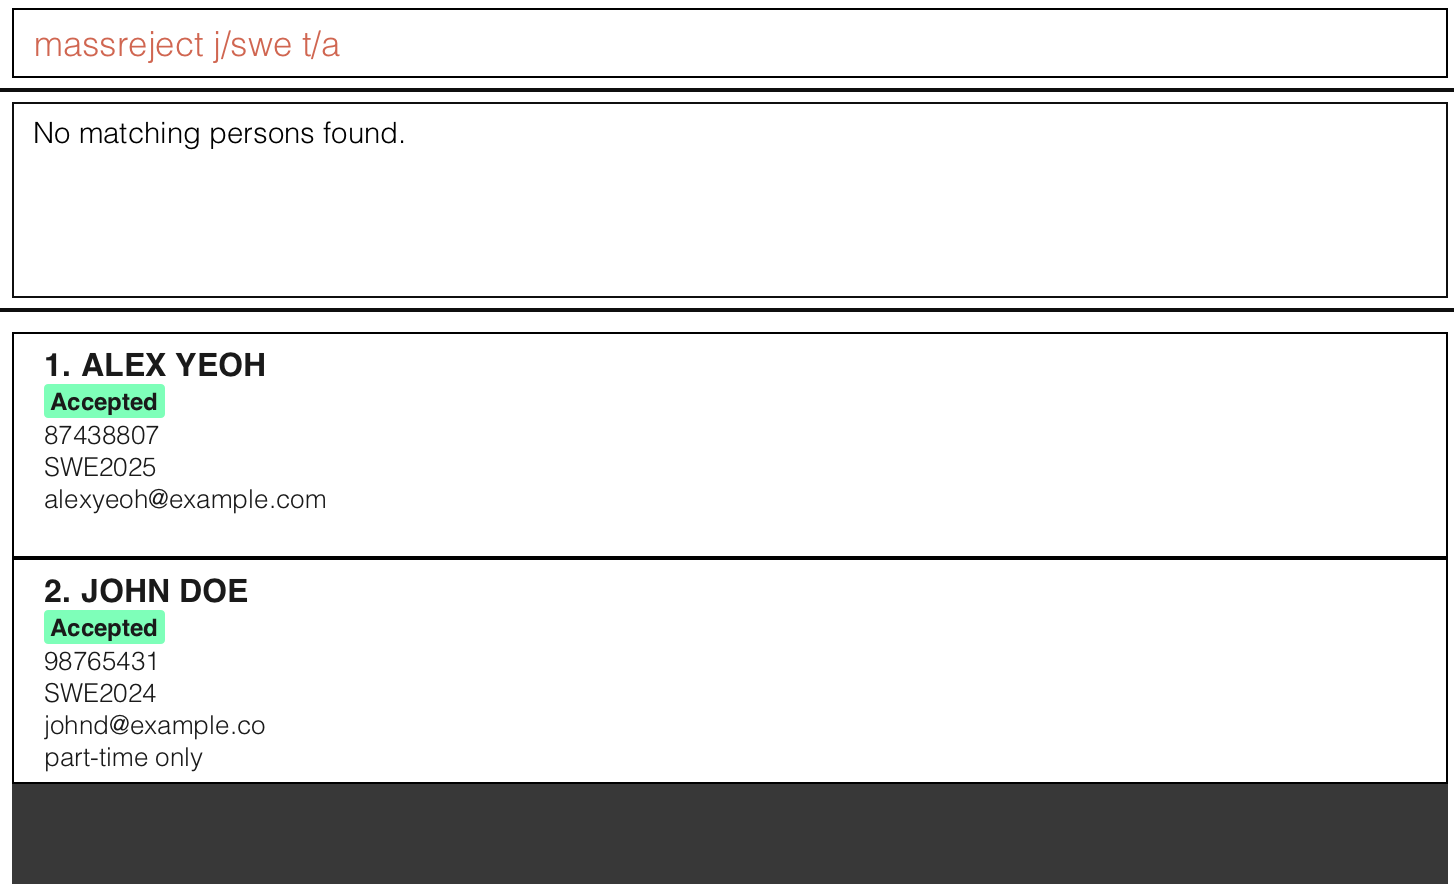 massreject j/swe t/a
No matching persons found.
1. ALEX YEOH
Accepted
87438807
SWE2025
alexyeoh@example.com
2. JOHN DOE
Accepted
98765431
SWE2024
johnd@example.co
part-time only